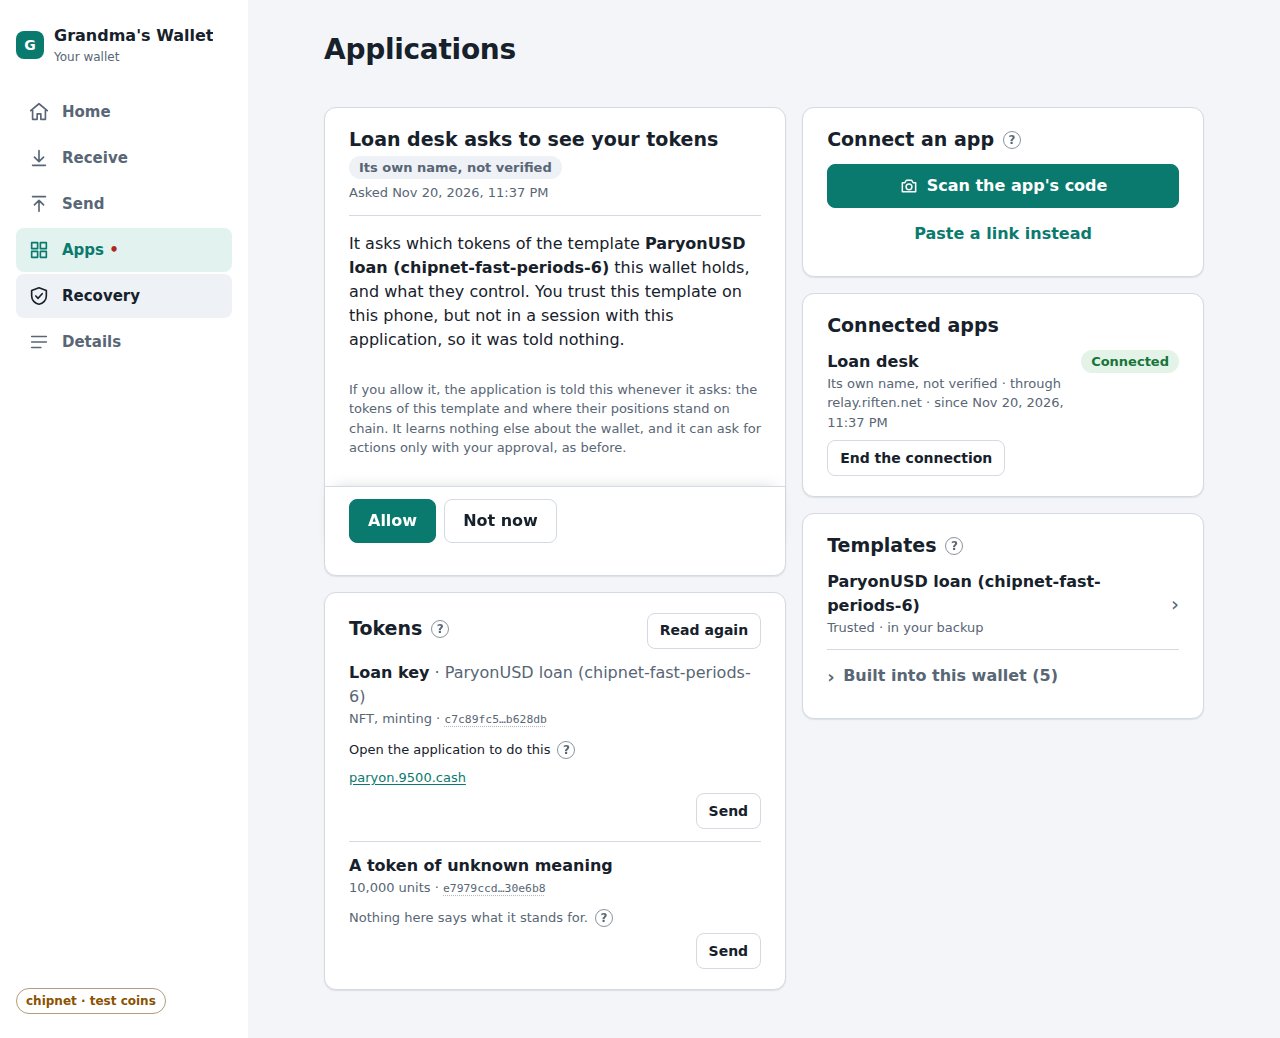 G
Grandma's Wallet
Your wallet
Home
Receive
Send
Apps •
Recovery
Details
chipnet · test coins
Applications
Loan desk asks to see your tokens
Its own name, not verified
Asked Nov 20, 2026, 11:37 PM
It asks which tokens of the template ParyonUSD
loan (chipnet-fast-periods-6) this wallet holds,
and what they control. You trust this template on
this phone, but not in a session with this
application, so it was told nothing.
If you allow it, the application is told this whenever it asks: the
tokens of this template and where their positions stand on
chain. It learns nothing else about the wallet, and it can ask for
actions only with your approval, as before.
Allow
Not now
Tokens ?
Read again
Loan key · ParyonUSD loan (chipnet-fast-periods-
6)
NFT, minting · c7c89fc5…b628db
Open the application to do this ?
paryon.9500.cash
Send
A token of unknown meaning
10,000 units · e7979ccd…30e6b8
Nothing here says what it stands for. ?
Send
Connect an app ?
Scan the app's code
Paste a link instead
Connected apps
Loan desk
Connected
Its own name, not verified · through
relay.riften.net · since Nov 20, 2026,
11:37 PM
End the connection
Templates ?
ParyonUSD loan (chipnet-fast-
periods-6)
›
Trusted · in your backup
› Built into this wallet (5)